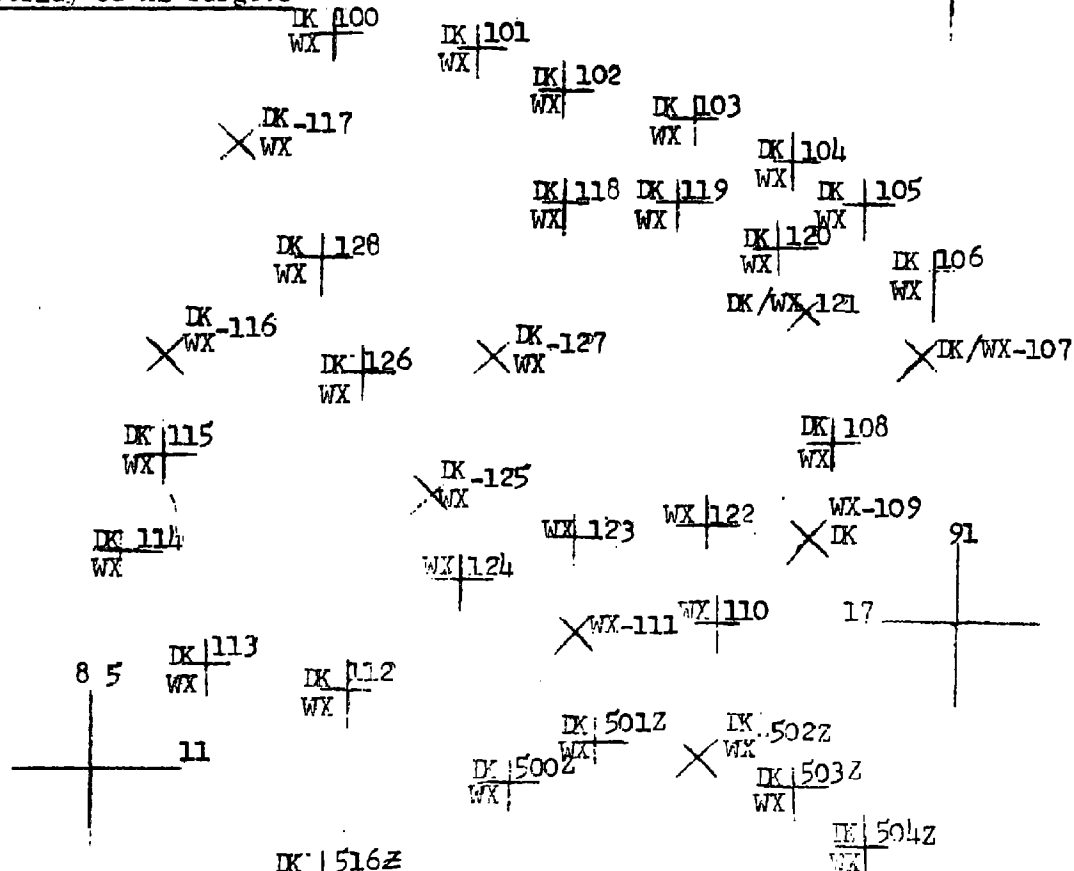 DK 100
WX
DK 101
WX
DK 102
WX
DK 103
WX
DK-117
WX
DK 104
WX
DK 118
WX
DK 119
WX
DK 105
WX
DK 120
WX
DK 128
WX
DK 106
WX
DK/WX-121
DK
WX-116
DK-127
WX
DK/WX-107
DK 126
WX
DK 115
WX
DK 108
WX
DK-125
WX
WX-109
DK
WX 122
WX 123
91
DK 114
WX
WX 124
WX 110
WX-111
17
DK 113
WX
8 5
DK 112
WX
11
DK 501Z
WX
DK 502Z
WX
DK 500Z
WX
DK 503Z
WX
DK 504Z
WX
DK 516Z